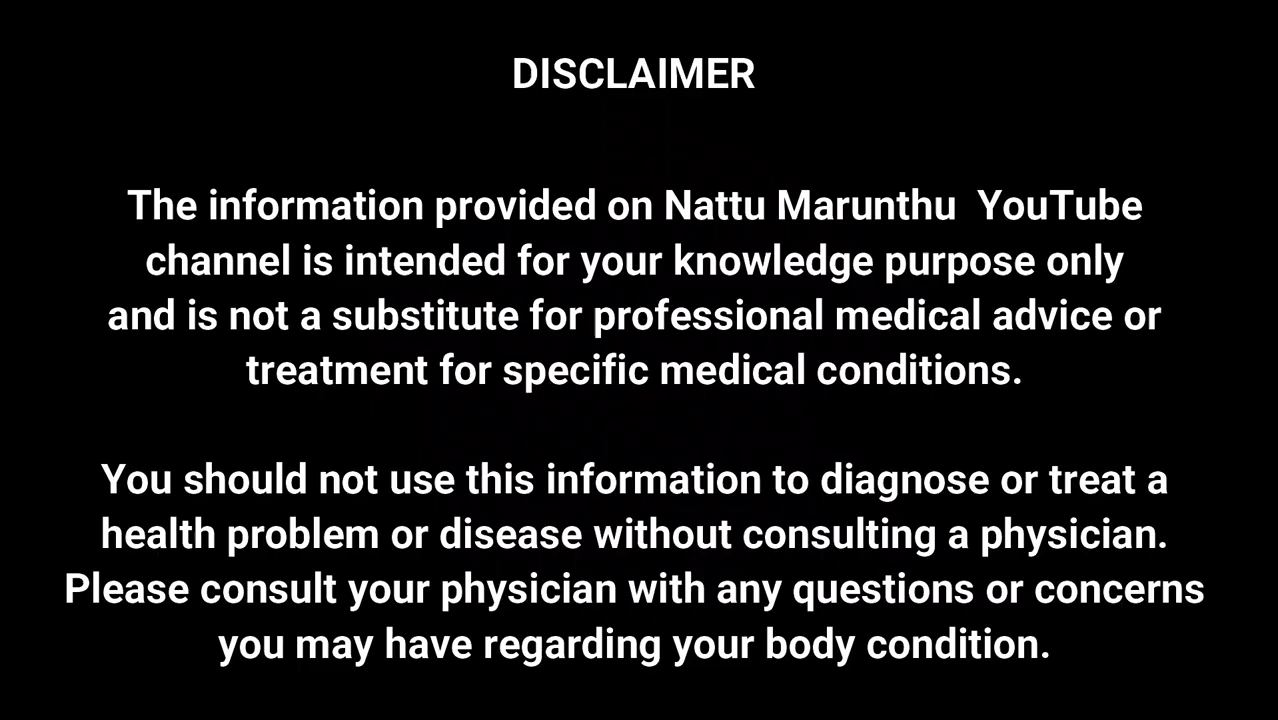 DISCLAIMER
The information provided on Nattu Marunthu YouTube
channel is intended for your knowledge purpose only
and is not a substitute for professional medical advice or
treatment for specific medical conditions.
You should not use this information to diagnose or treat a
health problem or disease without consulting a physician.
Please consult your physician with any questions or concerns
you may have regarding your body condition.